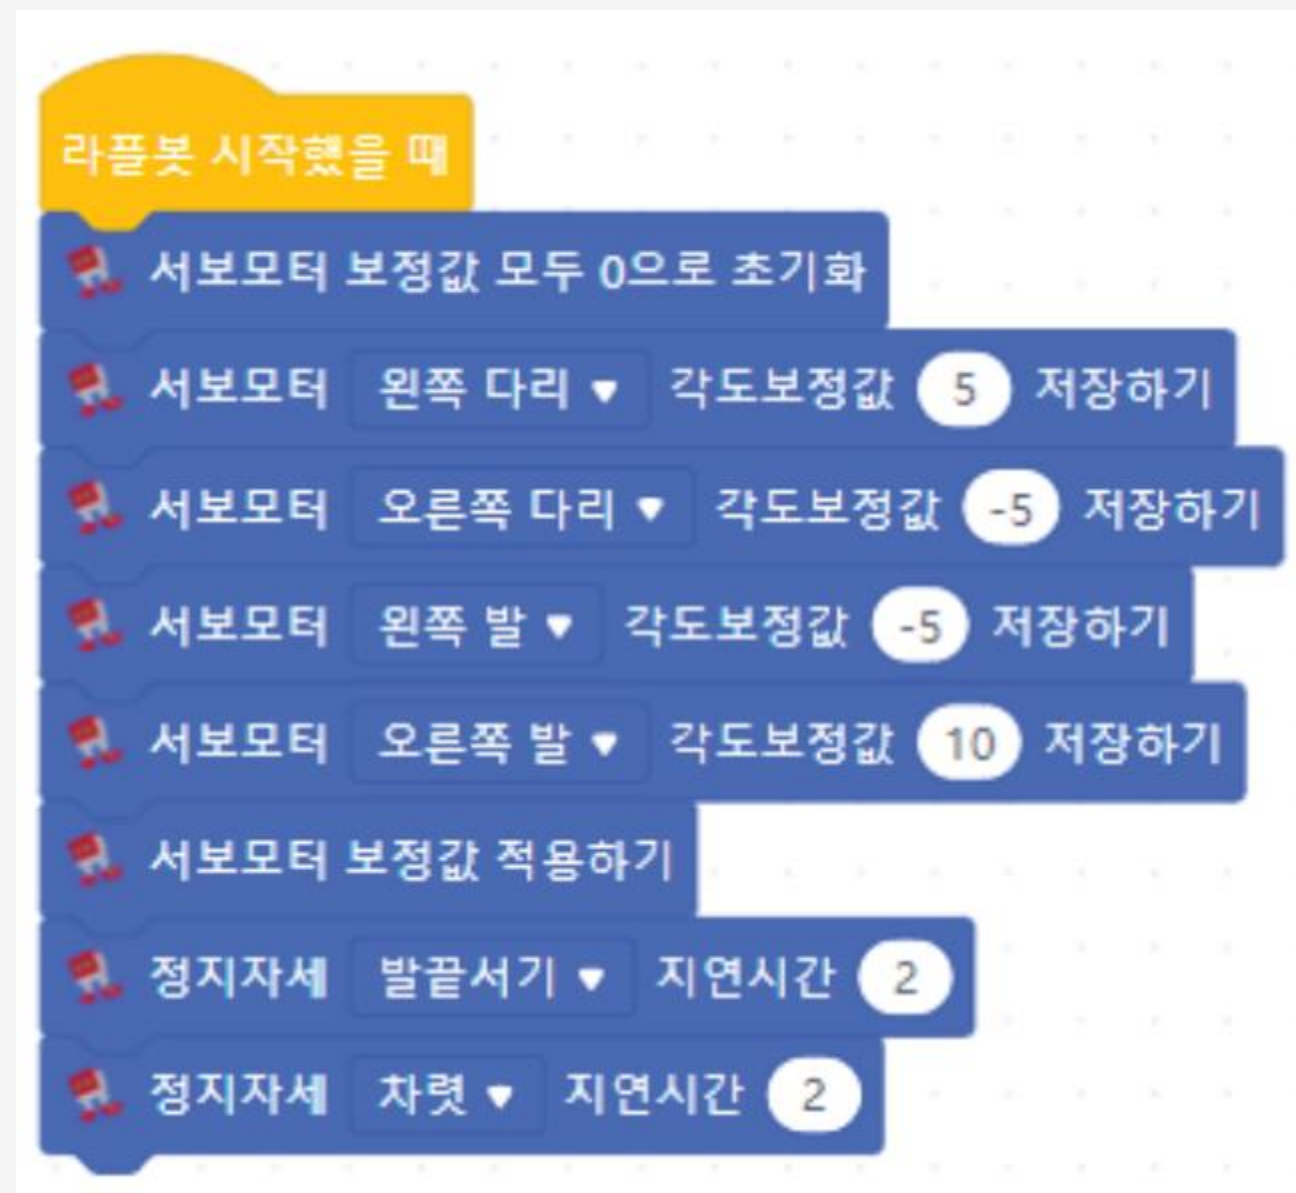 라플봇 시작했을 때
서보모터 보정값 모두 0으로 초기화
서보모터 왼쪽 다리 각도보정값 5 저장하기
서보모터 오른쪽 다리 각도보정값 -5 저장하기
서보모터 왼쪽 발 각도보정값 -5 저장하기
서보모터 오른쪽 발 각도보정값 10 저장하기
서보모터 보정값 적용하기
정지자세 발끝서기 지연시간 2
정지자세 차렷 지연시간 2